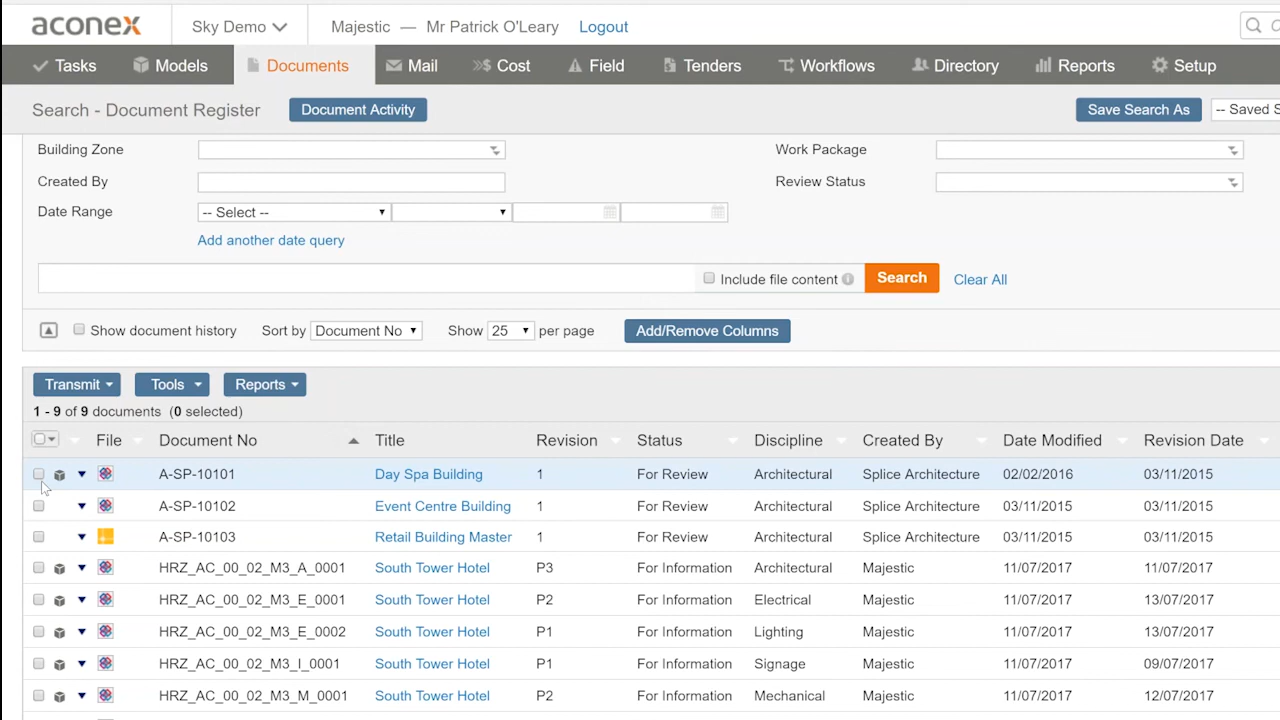 aconex Sky Demo Majestic — Mr Patrick O'Leary Logout
Tasks Models Documents Mail Cost Field Tenders Workflows Directory Reports Setup
Search - Document Register Document Activity Save Search As -- Saved S
Building Zone Work Package
Created By Review Status
Date Range -- Select --
Add another date query
Include file content Search Clear All
Show document history Sort by Document No Show 25 per page Add/Remove Columns
Transmit Tools Reports
1 - 9 of 9 documents (0 selected)
File Document No Title Revision Status Discipline Created By Date Modified Revision Date
A-SP-10101 Day Spa Building 1 For Review Architectural Splice Architecture 02/02/2016 03/11/2015
A-SP-10102 Event Centre Building 1 For Review Architectural Splice Architecture 03/11/2015 03/11/2015
A-SP-10103 Retail Building Master 1 For Review Architectural Splice Architecture 03/11/2015 03/11/2015
HRZ_AC_00_02_M3_A_0001 South Tower Hotel P3 For Information Architectural Majestic 11/07/2017 11/07/2017
HRZ_AC_00_02_M3_E_0001 South Tower Hotel P2 For Information Electrical Majestic 11/07/2017 13/07/2017
HRZ_AC_00_02_M3_E_0002 South Tower Hotel P1 For Information Lighting Majestic 11/07/2017 13/07/2017
HRZ_AC_00_02_M3_I_0001 South Tower Hotel P1 For Information Signage Majestic 11/07/2017 09/07/2017
HRZ_AC_00_02_M3_M_0001 South Tower Hotel P2 For Information Mechanical Majestic 11/07/2017 12/07/2017